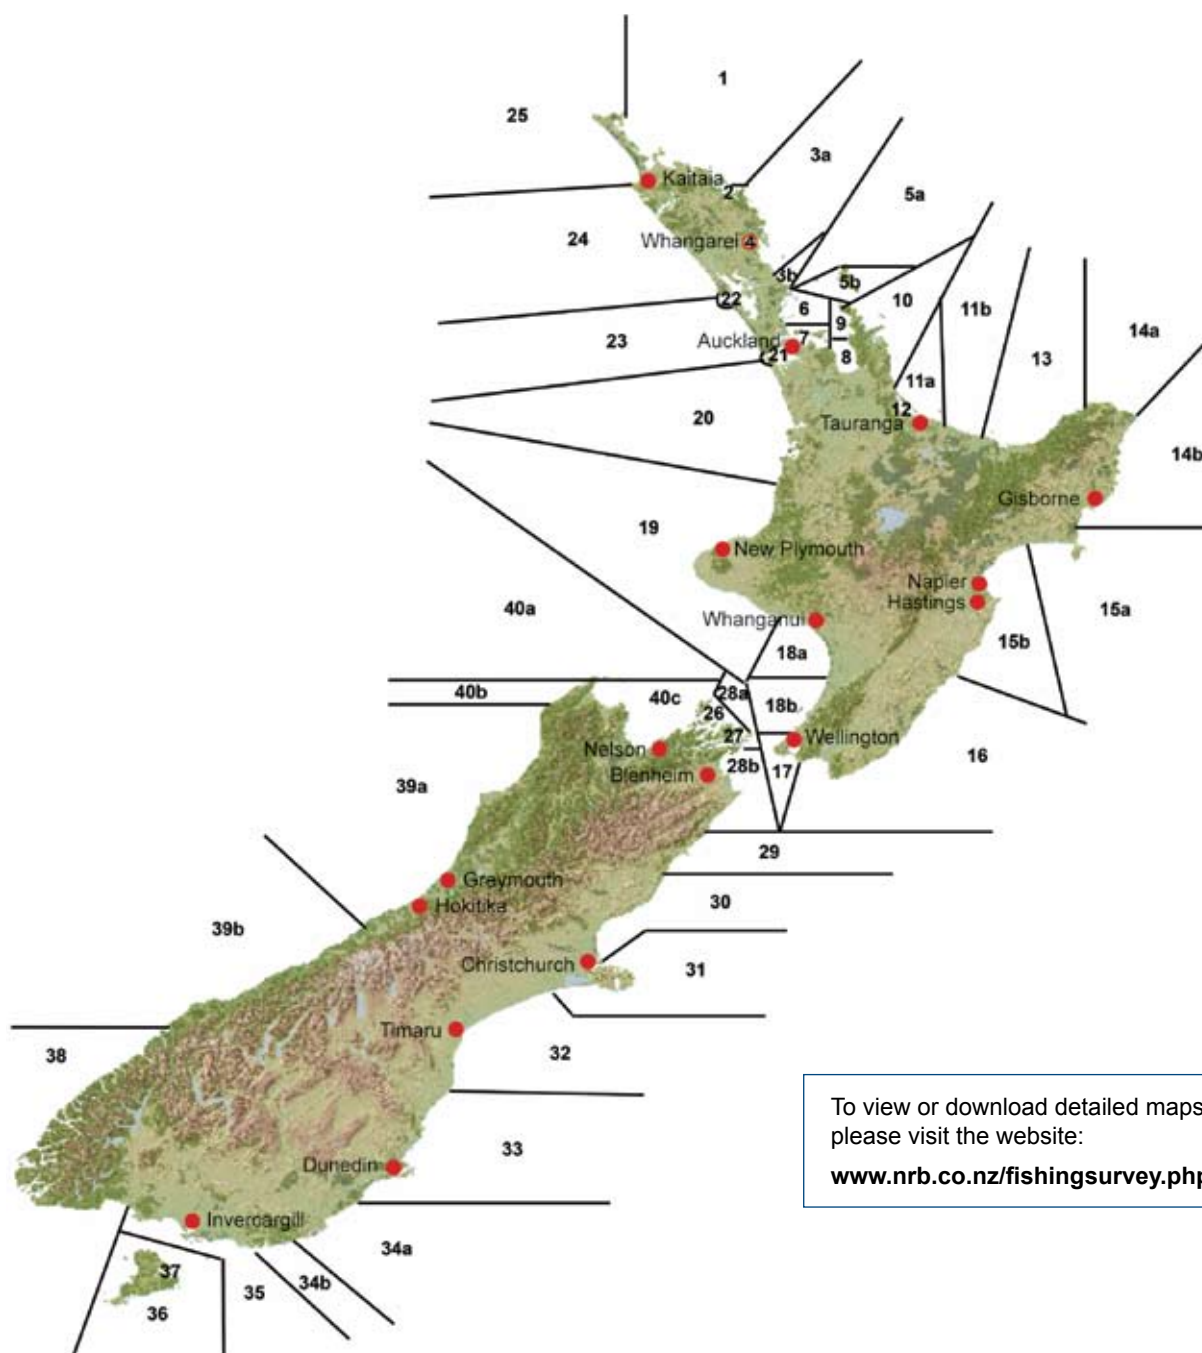 1
25
3a
Kaitaia
2
5a
24
Whangarei
4
3b
5b
22
10
6
11b
9
14a
23
Auckland
7
21
8
13
11a
12
20
Tauranga
14b
Gisborne
19
New Plymouth
Napier
Hastings
40a
15a
Whanganui
15b
18a
40b
40c
28a
26
18b
27
Wellington
Nelson
16
28b
17
Blenheim
39a
29
Greymouth
30
Hokitika
39b
Christchurch
31
Timaru
32
38
33
Dunedin
Invercargill
34a
37
34b
35
36
To view or download detailed maps
please visit the website:
www.nrb.co.nz/fishingsurvey.php